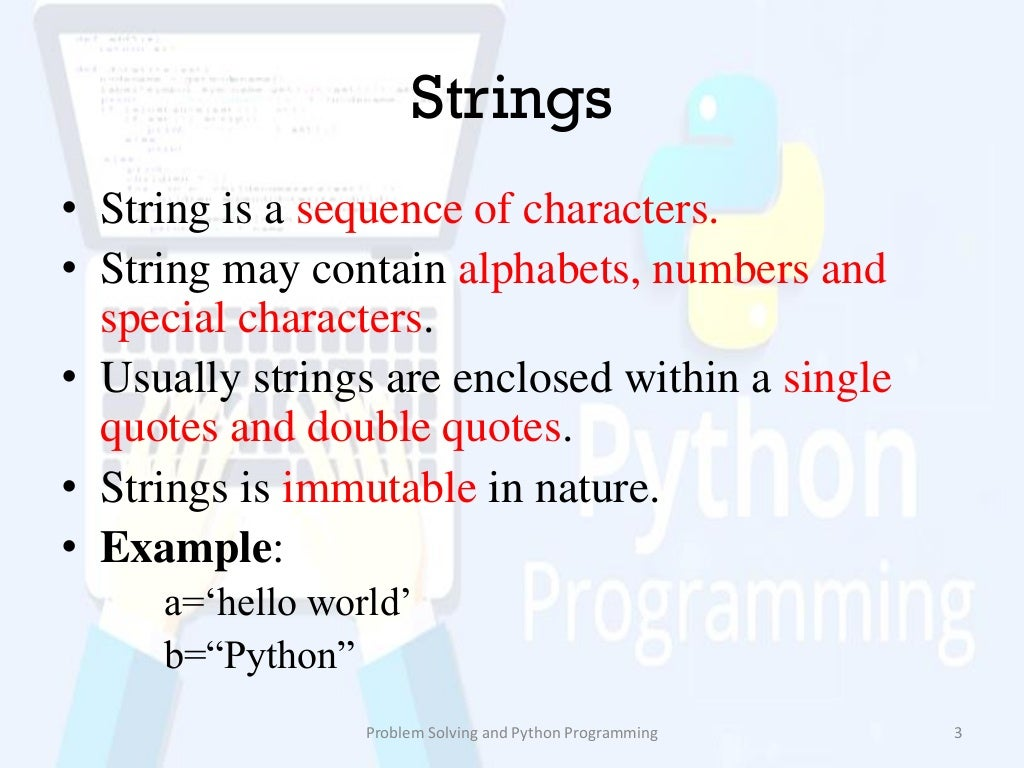 Strings
• String is a sequence of characters.
• String may contain alphabets, numbers and
special characters.
• Usually strings are enclosed within a single
quotes and double quotes.
• Strings is immutable in nature.
• Example:
a=‘hello world’
b=“Python”
Python
Programming
Problem Solving and Python Programming
3